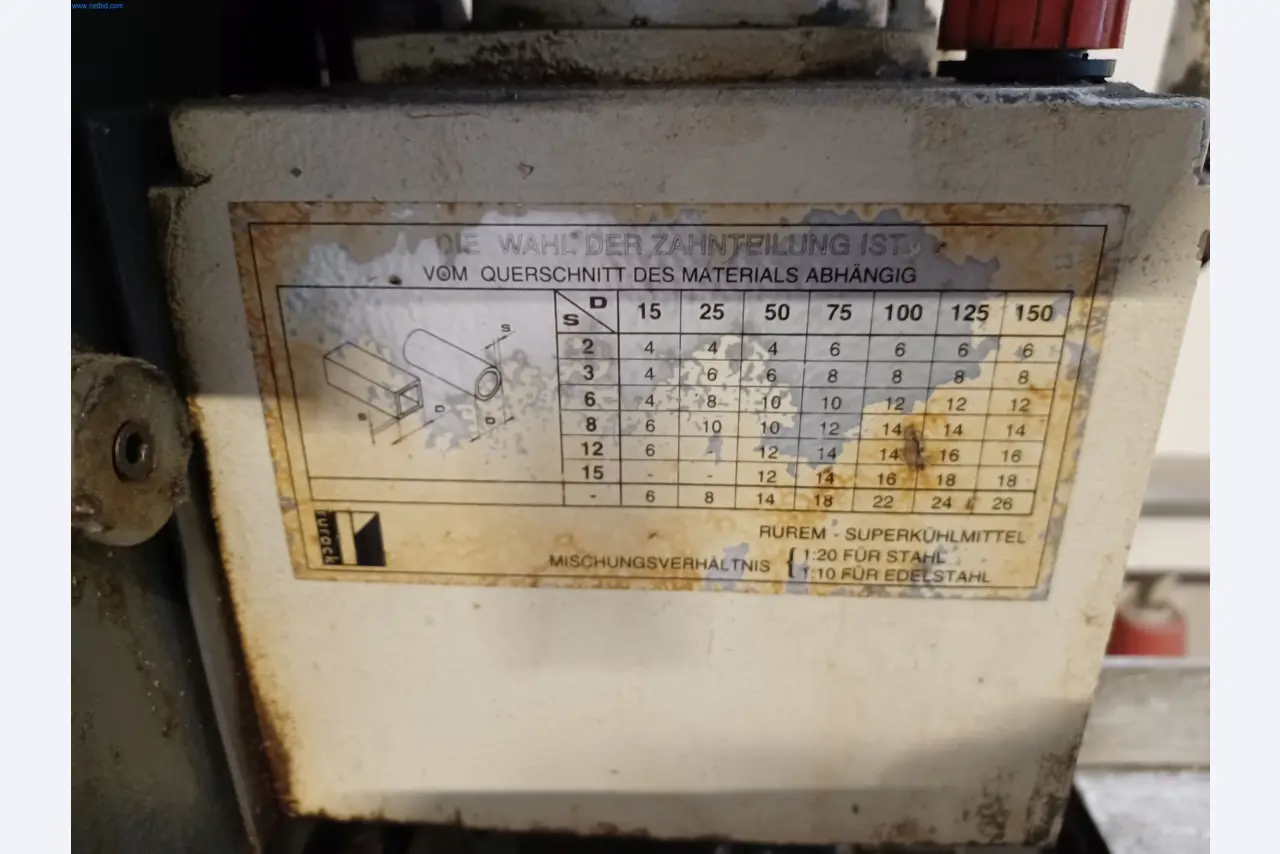 www.netbid.com
DIE WAHL DER ZAHNTEILUNG IST
VOM QUERSCHNITT DES MATERIALS ABHÄNGIG
S D 15 25 50 75 100 125 150
2 4 4 4 6 6 6 6
3 4 6 6 8 8 8 8
6 4 8 10 10 12 12 12
8 6 10 10 12 14 14 14
12 6 - 12 14 14 16 16
15 - - 12 14 16 18 18
- 6 8 14 18 22 24 26
S
S D D
RUREM - SUPERKÜHLMITTEL
MISCHUNGSVERHÄLTNIS { 1:20 FÜR STAHL
1:10 FÜR EDELSTAHL
rurack